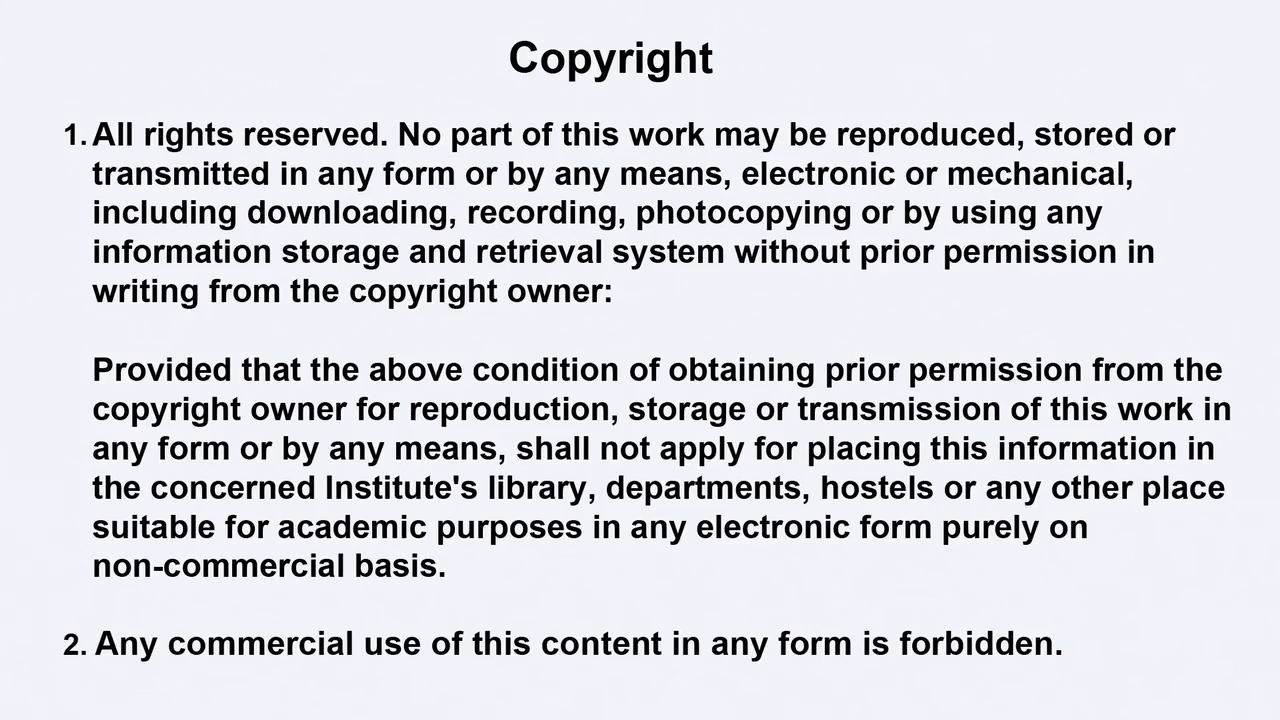 Copyright
1. All rights reserved. No part of this work may be reproduced, stored or
transmitted in any form or by any means, electronic or mechanical,
including downloading, recording, photocopying or by using any
information storage and retrieval system without prior permission in
writing from the copyright owner:
Provided that the above condition of obtaining prior permission from the
copyright owner for reproduction, storage or transmission of this work in
any form or by any means, shall not apply for placing this information in
the concerned Institute's library, departments, hostels or any other place
suitable for academic purposes in any electronic form purely on
non-commercial basis.
2. Any commercial use of this content in any form is forbidden.